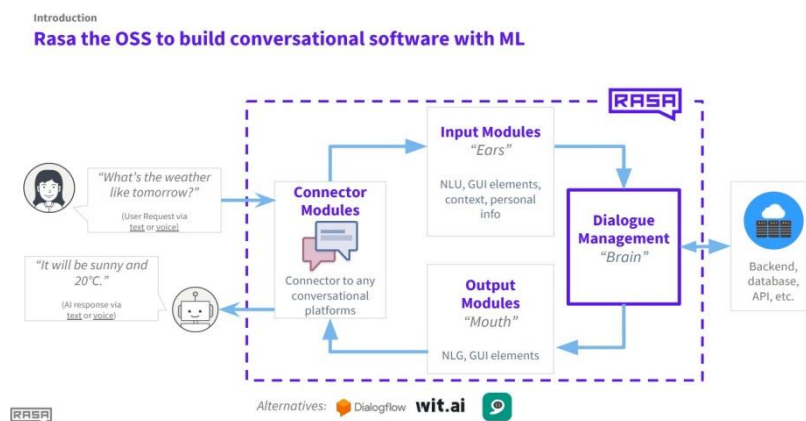 Introduction
Rasa the OSS to build conversational software with ML
RASA
“What's the weather
like tomorrow?”
(User Request via
text or voice)
“It will be sunny and
20°C.”
(AI response via
text or voice)
Connector
Modules
Connector to any
conversational
platforms
Input Modules
“Ears”
NLU, GUI elements,
context, personal
info
Output
Modules
“Mouth”
NLG, GUI elements
Dialogue
Management
“Brain”
Backend,
database,
API, etc.
Alternatives: Dialogflow wit.ai
RASA